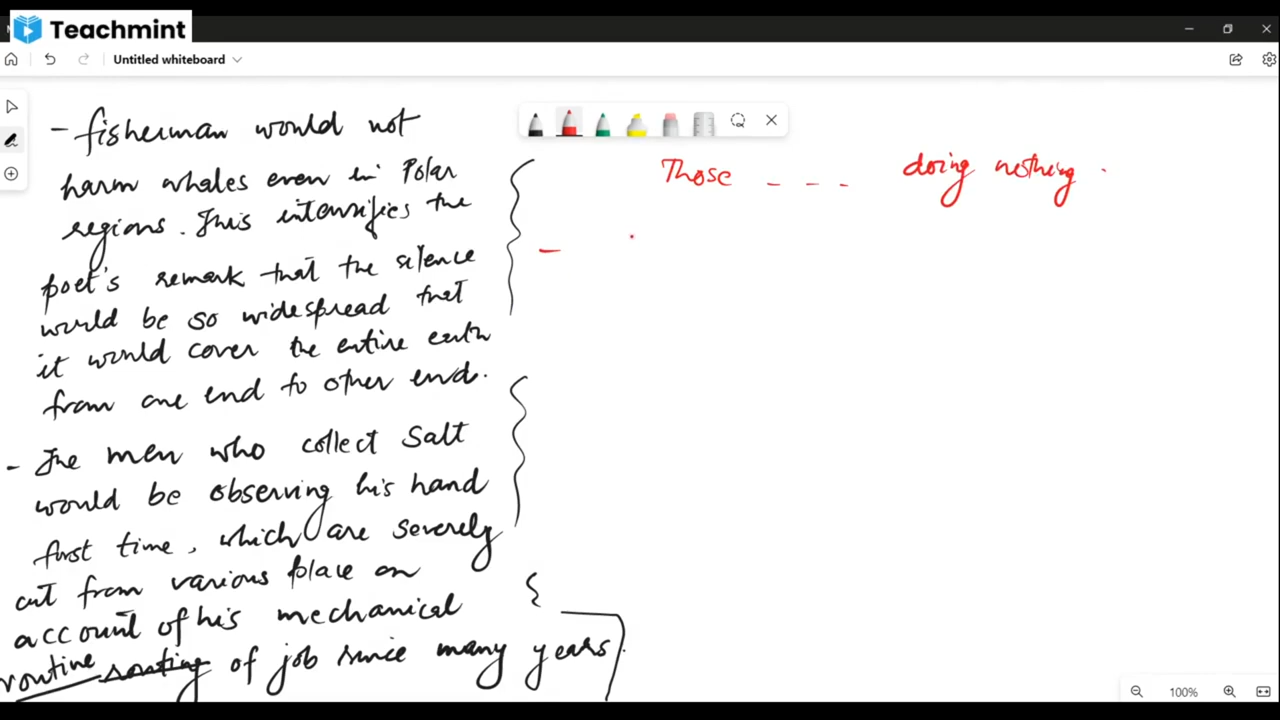 Teachmint
Untitled whiteboard
- fisherman would not
harm whales even in Polar
regions. This intensifies the
poet's remark that the silence
would be so widespread that
it would cover the entire earth
from one end to other end.
- The men who collect Salt
would be observing his hand
first time, which are severely
cut from various place on
account of his mechanical
routine routing of job since many years.
Those - - - doing nothing.
-
100%